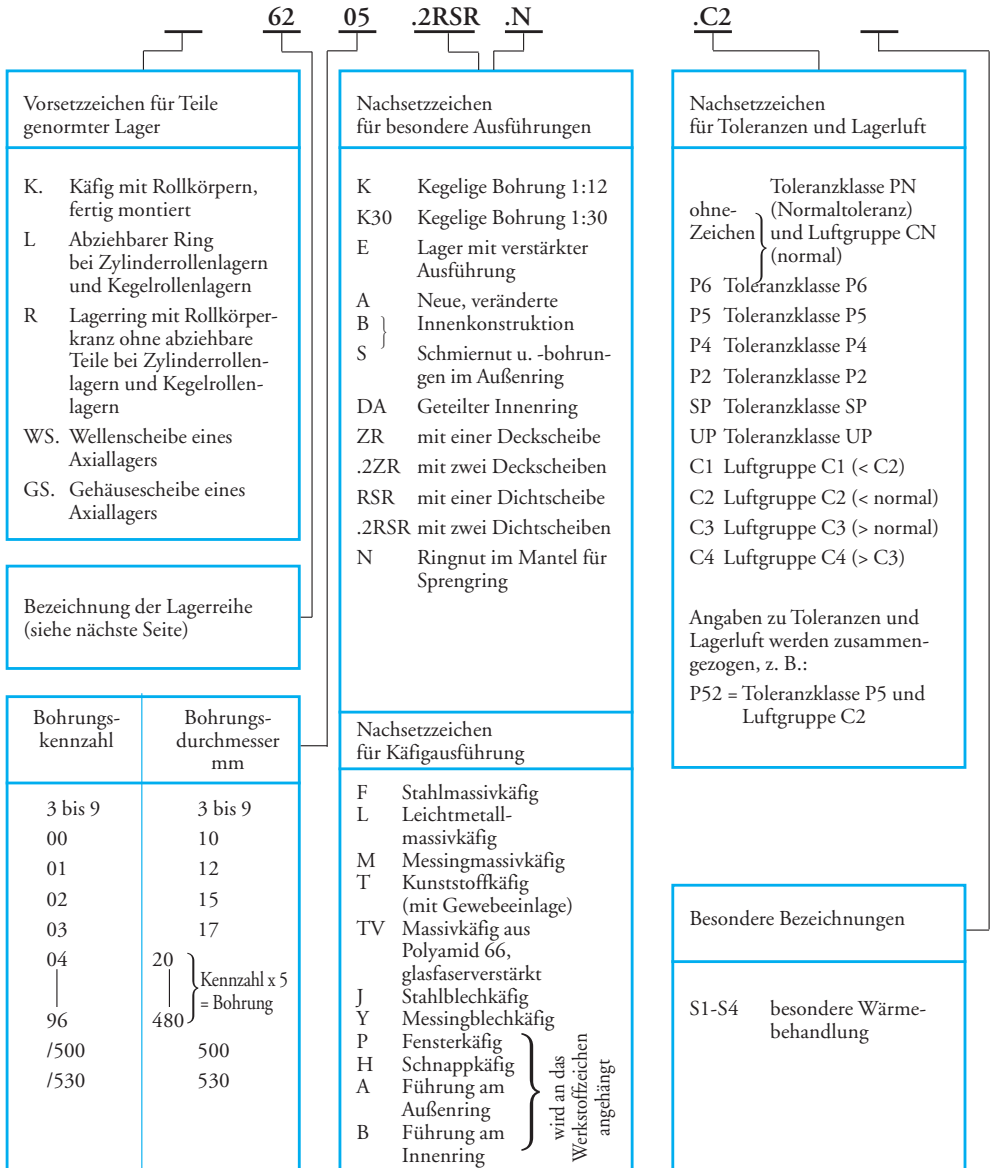 62 05 .2RSR .N .C2
Vorsetzzeichen für Teile
genormter Lager
K. Käfig mit Rollkörpern,
fertig montiert
L Abziehbarer Ring
bei Zylinderrollenlagern
und Kegelrollenlagern
R Lagerring mit Rollkörper-
kranz ohne abziehbare
Teile bei Zylinderrollen-
lagern und Kegelrollen-
lagern
WS. Wellenscheibe eines
Axiallagers
GS. Gehäusescheibe eines
Axiallagers
Bezeichnung der Lagerreihe
(siehe nächste Seite)
Bohrungs- Bohrungs-
kennzahl durchmesser
mm
3 bis 9 3 bis 9
00 10
01 12
02 15
03 17
04 20
Kennzahl x 5
= Bohrung
96 480
/500 500
/530 530
Nachsetzzeichen
für besondere Ausführungen
K Kegelige Bohrung 1:12
K30 Kegelige Bohrung 1:30
E Lager mit verstärkter
Ausführung
A Neue, veränderte
B } Innenkonstruktion
S Schmiernut u. -bohrun-
gen im Außenring
DA Geteilter Innenring
ZR mit einer Deckscheibe
.2ZR mit zwei Deckscheiben
RSR mit einer Dichtscheibe
.2RSR mit zwei Dichtscheiben
N Ringnut im Mantel für
Sprengring
Nachsetzzeichen
für Käfigausführung
F Stahlmassivkäfig
L Leichtmetall-
massivkäfig
M Messingmassivkäfig
T Kunststoffkäfig
(mit Gewebeeinlage)
TV Massivkäfig aus
Polyamid 66,
glasfaserverstärkt
J Stahlblechkäfig
Y Messingblechkäfig
P Fensterkäfig
H Schnappkäfig
A Führung am
Außenring
B Führung am
Innenring
wird an das
Werkstoffzeichen
angehängt
Nachsetzzeichen
für Toleranzen und Lagerluft
Toleranzklasse PN
ohne- (Normaltoleranz)
Zeichen und Luftgruppe CN
(normal)
P6 Toleranzklasse P6
P5 Toleranzklasse P5
P4 Toleranzklasse P4
P2 Toleranzklasse P2
SP Toleranzklasse SP
UP Toleranzklasse UP
C1 Luftgruppe C1 (< C2)
C2 Luftgruppe C2 (< normal)
C3 Luftgruppe C3 (> normal)
C4 Luftgruppe C4 (> C3)
Angaben zu Toleranzen und
Lagerluft werden zusammen-
gezogen, z. B.:
P52 = Toleranzklasse P5 und
Luftgruppe C2
Besondere Bezeichnungen
S1-S4 besondere Wärme-
behandlung